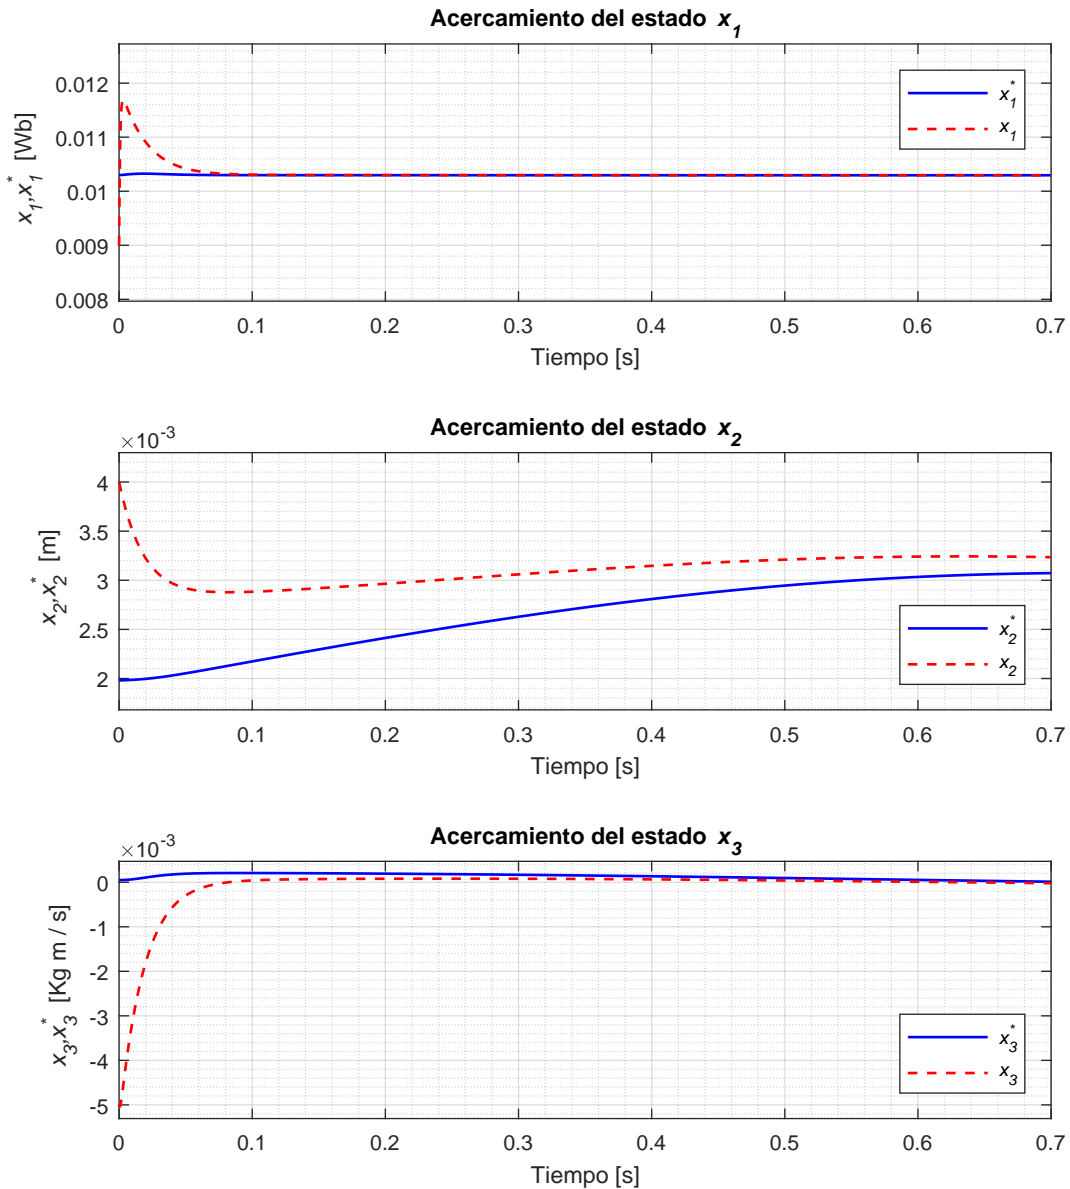 Acercamiento del estado x1
x1,x1* [Wb]
0.012
0.011
0.01
0.009
0.008
x1*
x1
0 0.1 0.2 0.3 0.4 0.5 0.6 0.7
Tiempo [s]
Acercamiento del estado x2
×10-3
x2,x2* [m]
4
3.5
3
2.5
2
x2*
x2
0 0.1 0.2 0.3 0.4 0.5 0.6 0.7
Tiempo [s]
Acercamiento del estado x3
×10-3
x3,x3* [Kg m / s]
0
-1
-2
-3
-4
-5
x3*
x3
0 0.1 0.2 0.3 0.4 0.5 0.6 0.7
Tiempo [s]